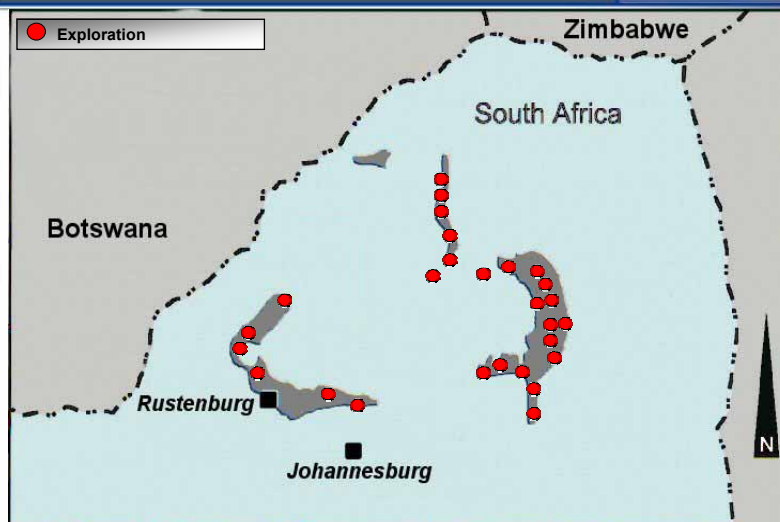 Exploration
Zimbabwe
South Africa
Botswana
Rustenburg
Johannesburg
N